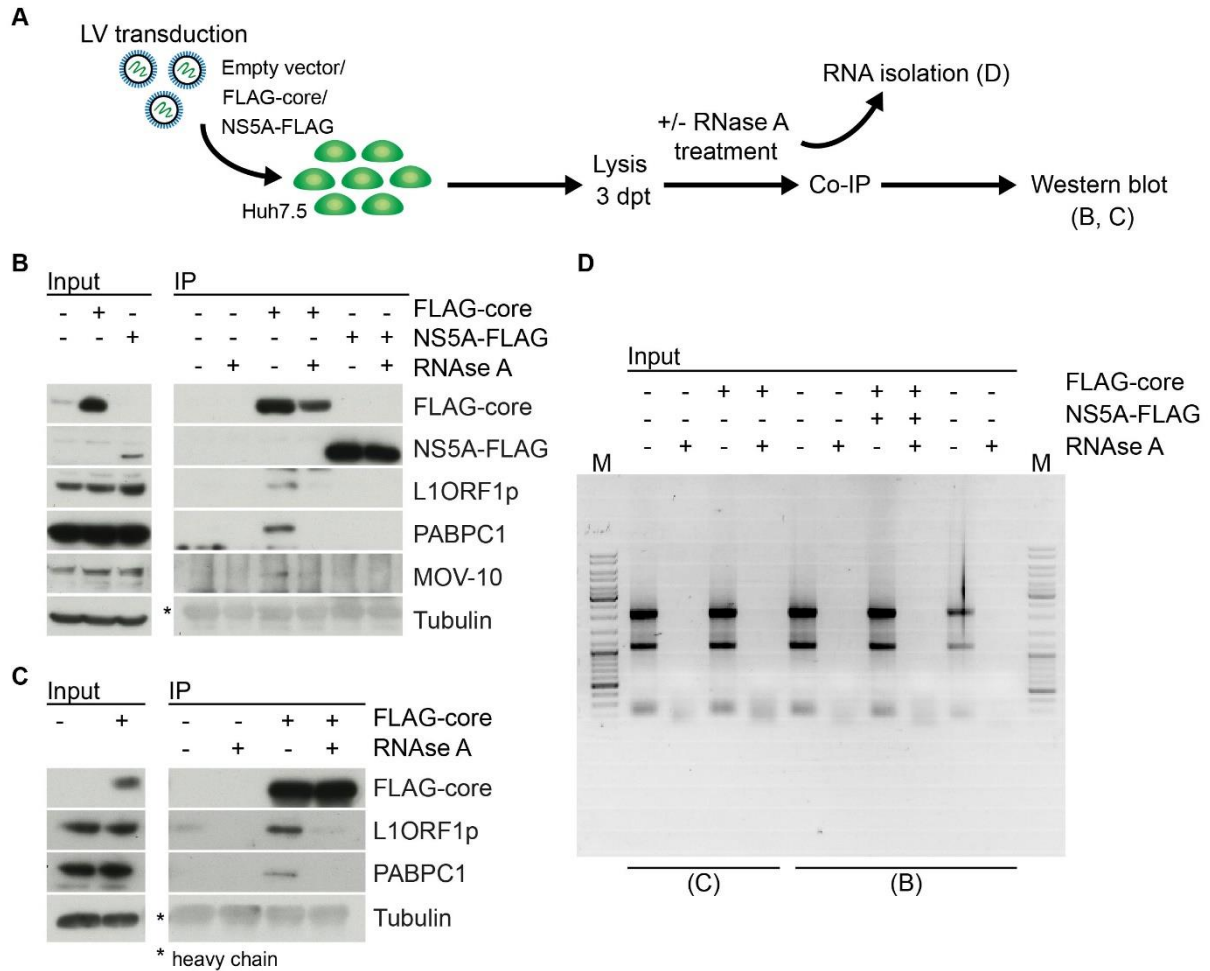 A
LV transduction
Empty vector/
FLAG-core/
NS5A-FLAG
Huh7.5
Lysis
3 dpt
+/- RNase A
treatment
RNA isolation (D)
Co-IP
Western blot
(B, C)
B
Input IP
- + - - - + + - - FLAG-core
- - + - - - - + + NS5A-FLAG
- + - + - + RNAse A
FLAG-core
NS5A-FLAG
L1ORF1p
PABPC1
MOV-10
* Tubulin
C
Input IP
- + - - + + FLAG-core
- + - + RNAse A
FLAG-core
L1ORF1p
PABPC1
* Tubulin
* heavy chain
D
Input
- - + + - - + + - - FLAG-core
- - - - - - + + - - NS5A-FLAG
- + - + - + - + - + RNAse A
M M
(C) (B)